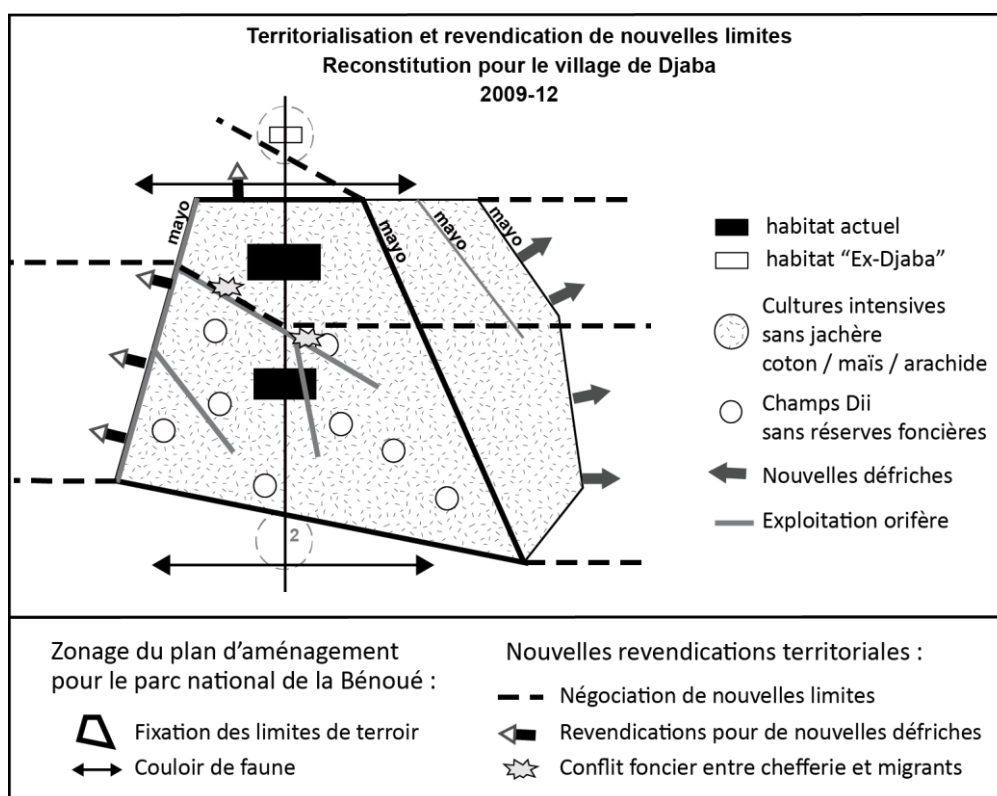 Territorialisation et revendication de nouvelles limites
Reconstitution pour le village de Djaba
2009-12
mayo
mayo
mayo
mayo
2
habitat actuel
habitat "Ex-Djaba"
Cultures intensives
sans jachère
coton / maïs / arachide
Champs Dii
sans réserves foncières
Nouvelles défriches
Exploitation orifère
Zonage du plan d'aménagement
pour le parc national de la Bénoué :
Fixation des limites de terroir
Couloir de faune
Nouvelles revendications territoriales :
Négociation de nouvelles limites
Revendications pour de nouvelles défriches
Conflit foncier entre chefferie et migrants